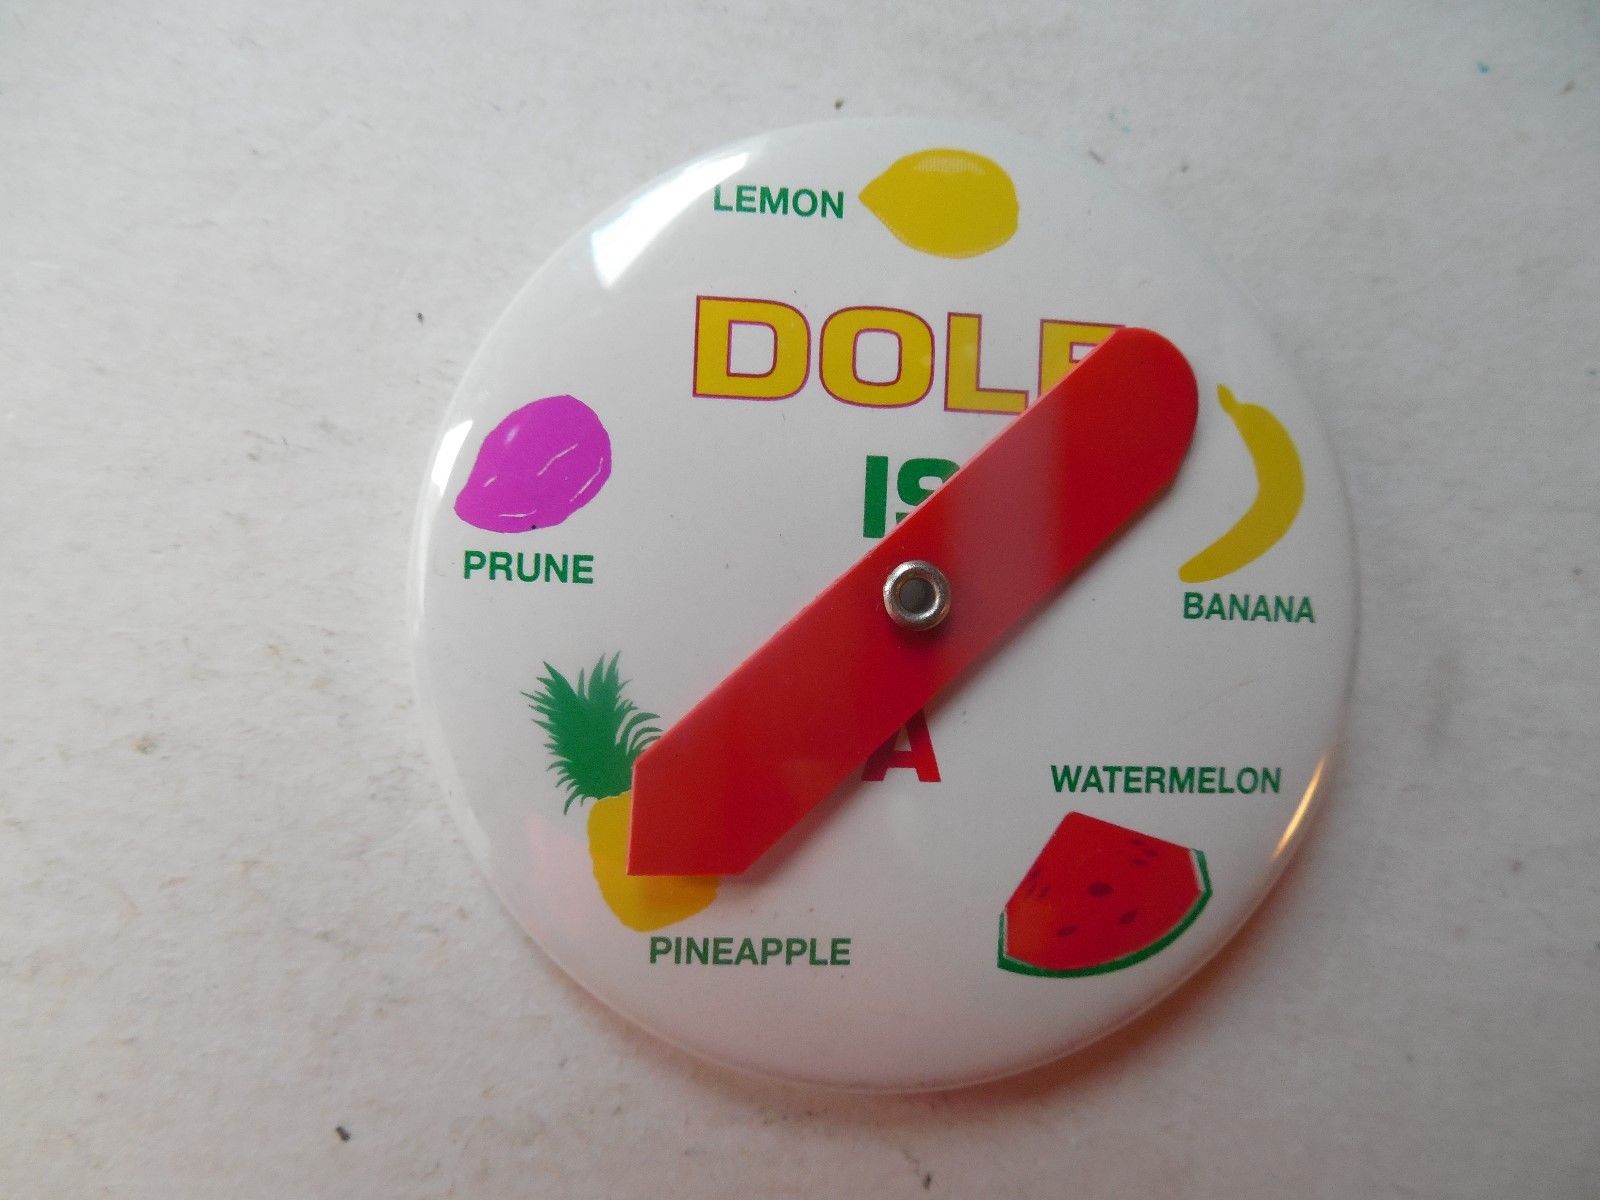 LEMON
DOLE
IS
A
PRUNE
BANANA
WATERMELON
PINEAPPLE